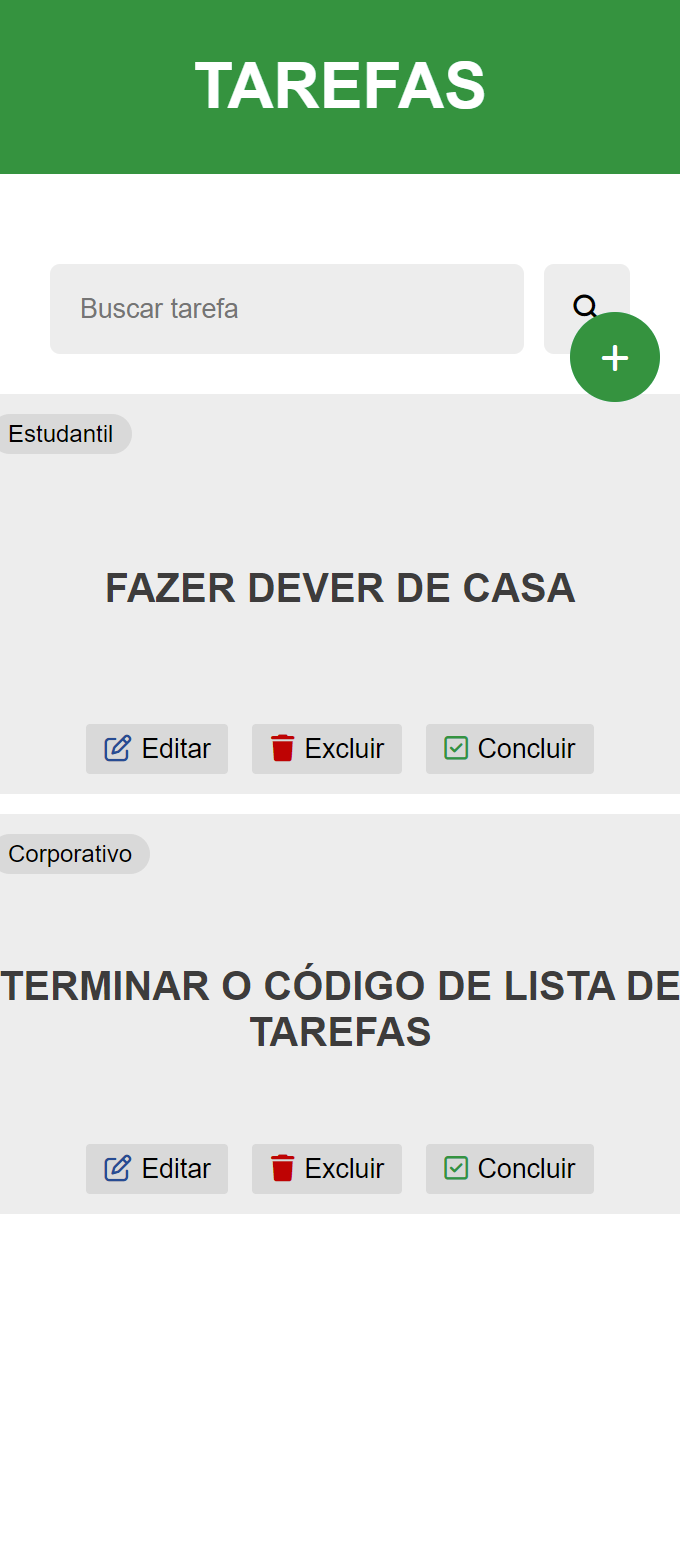 TAREFAS
Buscar tarefa
+
Estudantil
FAZER DEVER DE CASA
Editar Excluir Concluir
Corporativo
TERMINAR O CÓDIGO DE LISTA DE
TAREFAS
Editar Excluir Concluir